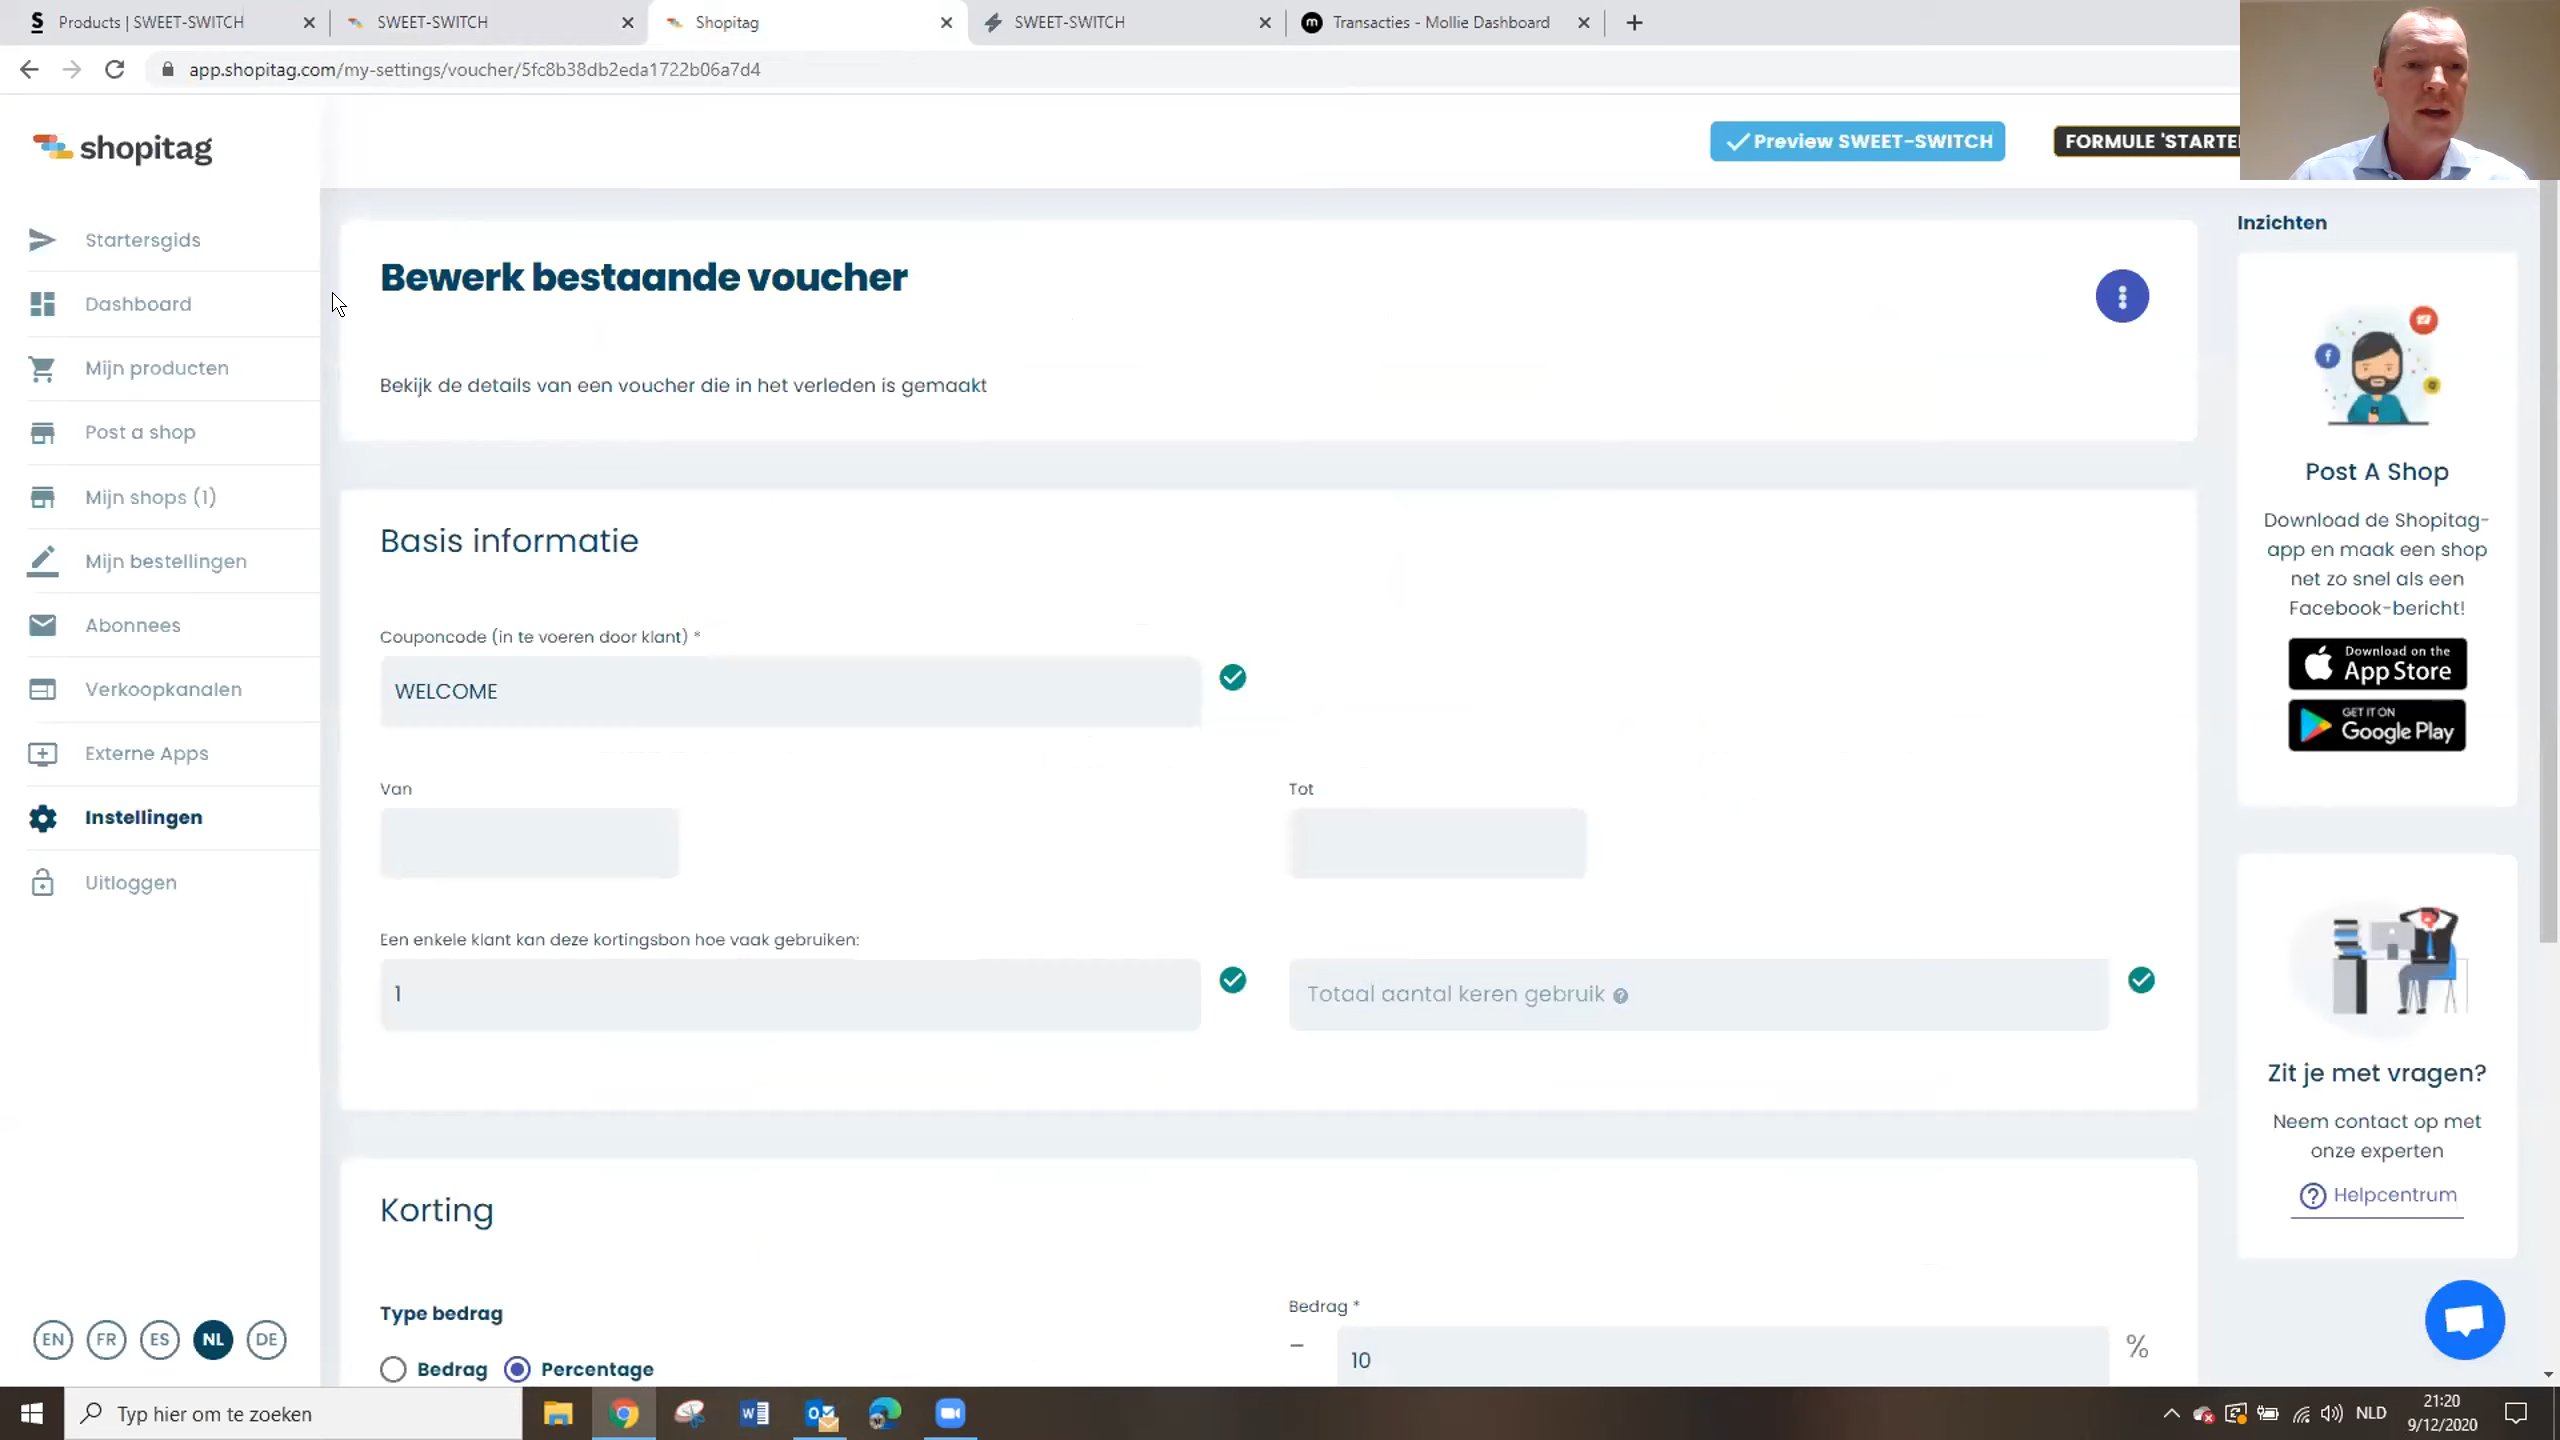 Products | SWEET-SWITCH
SWEET-SWITCH
Shopitag
SWEET-SWITCH
Transacties - Mollie Dashboard
app.shopitag.com/my-settings/voucher/5fc8b38db2eda1722b06a7d4
shopitag
Preview SWEET-SWITCH
FORMULE 'STARTE
Startersgids
Dashboard
Mijn producten
Post a shop
Mijn shops (1)
Mijn bestellingen
Abonnees
Verkoopkanalen
Externe Apps
Instellingen
Uitloggen
EN
FR
ES
NL
DE
Bewerk bestaande voucher
Bekijk de details van een voucher die in het verleden is gemaakt
Basis informatie
Couponcode (in te voeren door klant) *
WELCOME
Van
Tot
Een enkele klant kan deze kortingsbon hoe vaak gebruiken:
1
Totaal aantal keren gebruik ?
Korting
Type bedrag
Bedrag
Percentage
Bedrag *
- 10 %
Inzichten
Post A Shop
Download de Shopitag-
app en maak een shop
net zo snel als een
Facebook-bericht!
Download on the
App Store
GET IT ON
Google Play
Zit je met vragen?
Neem contact op met
onze experten
Helpcentrum
Typ hier om te zoeken
NLD
21:20
9/12/2020